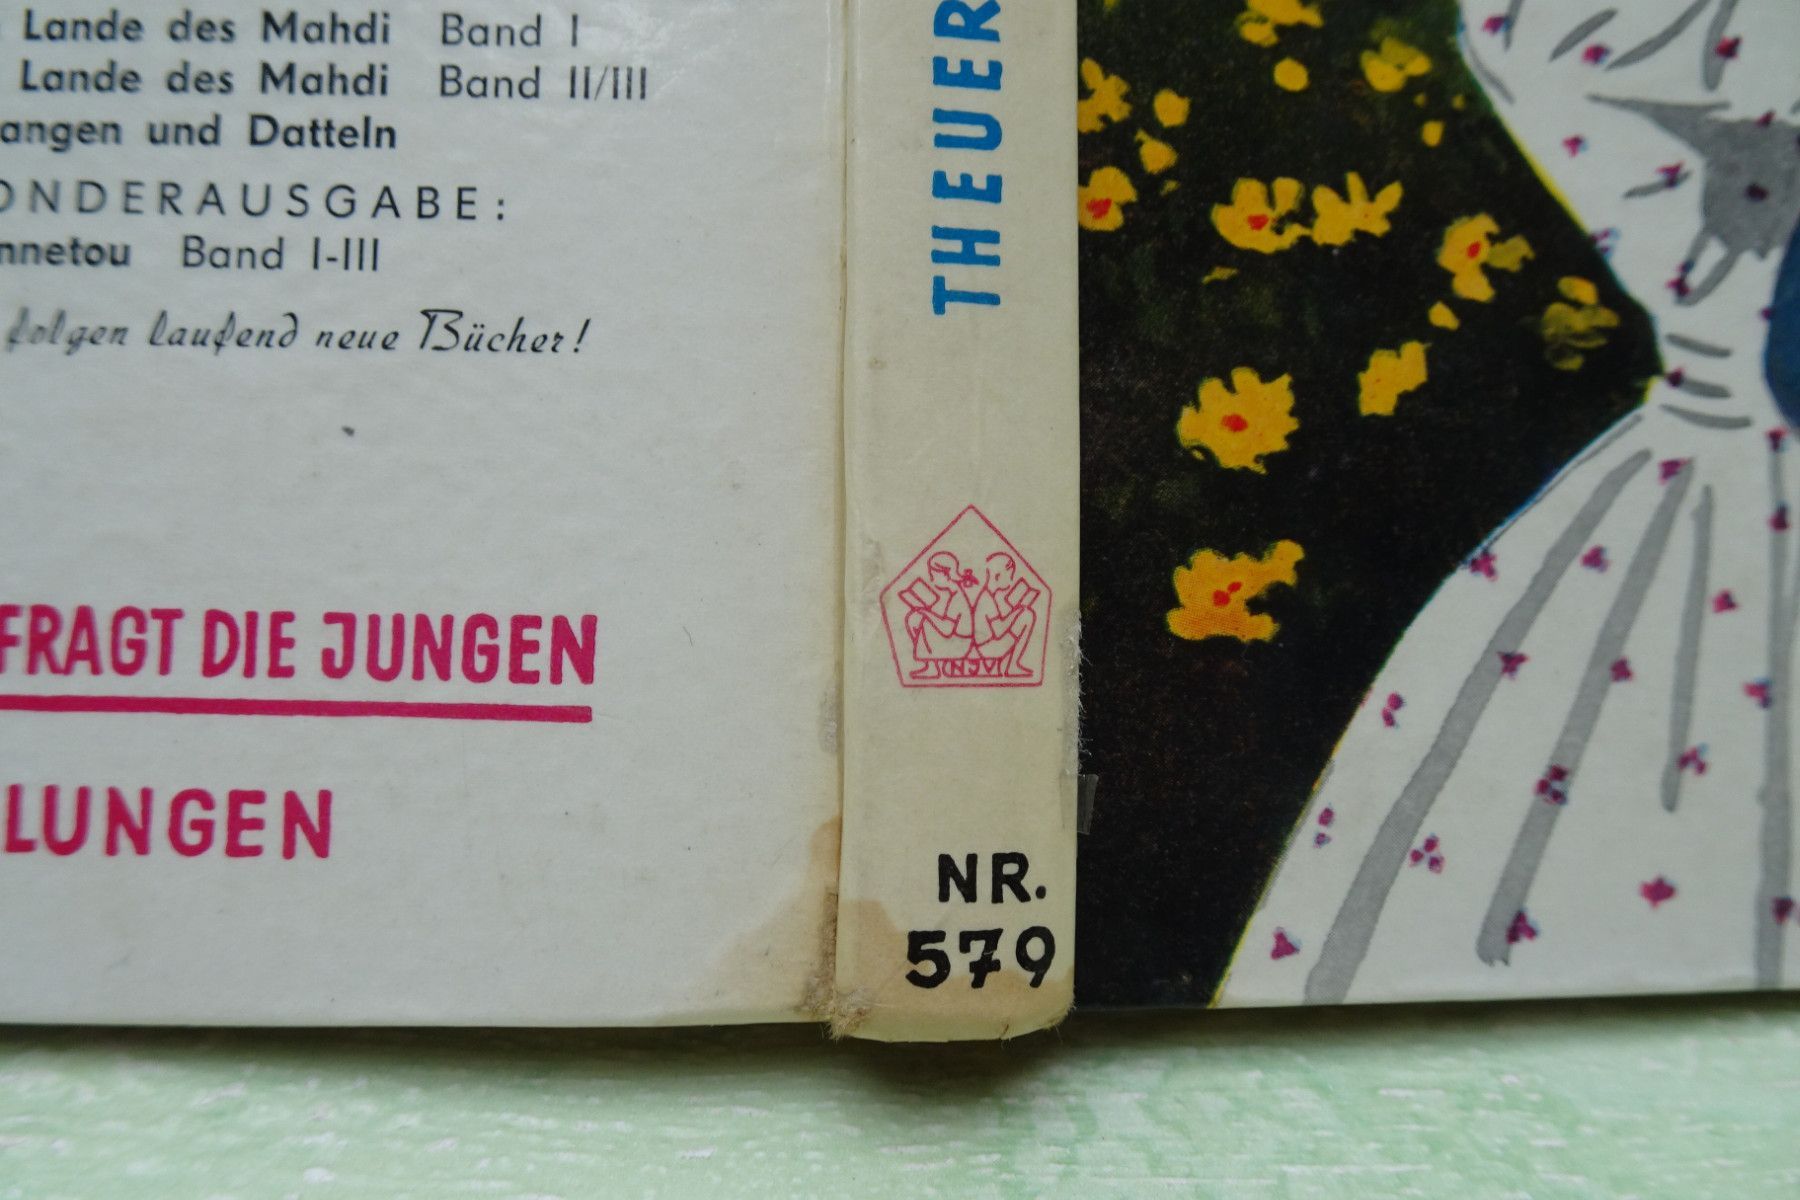 Lande des Mahdi Band I
Lande des Mahdi Band II/III
angen und Datteln
ONDERAUSGABE:
nnetou Band I-III
folgen laufend neue Bücher!
FRAGT DIE JUNGEN
LUNGEN
THEUER
NJV
NR.
579